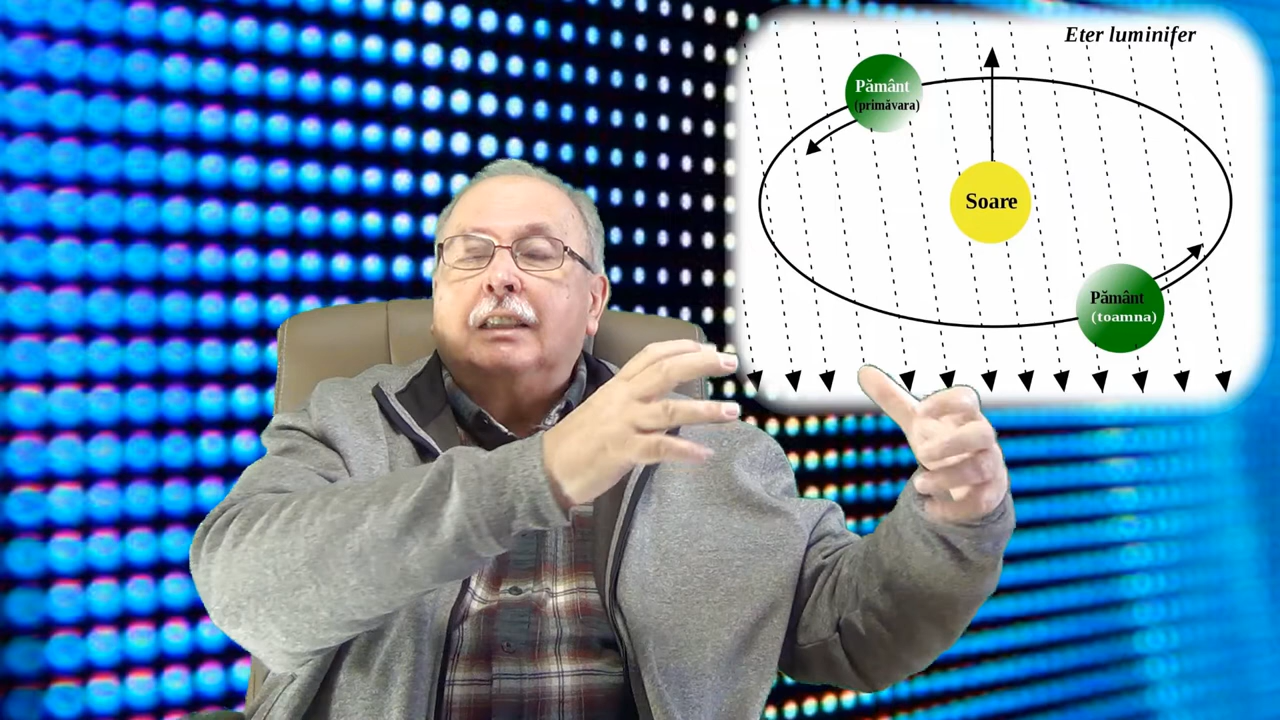 Eter luminifer
Pământ
(primăvara)
Soare
Pământ
(toamna)